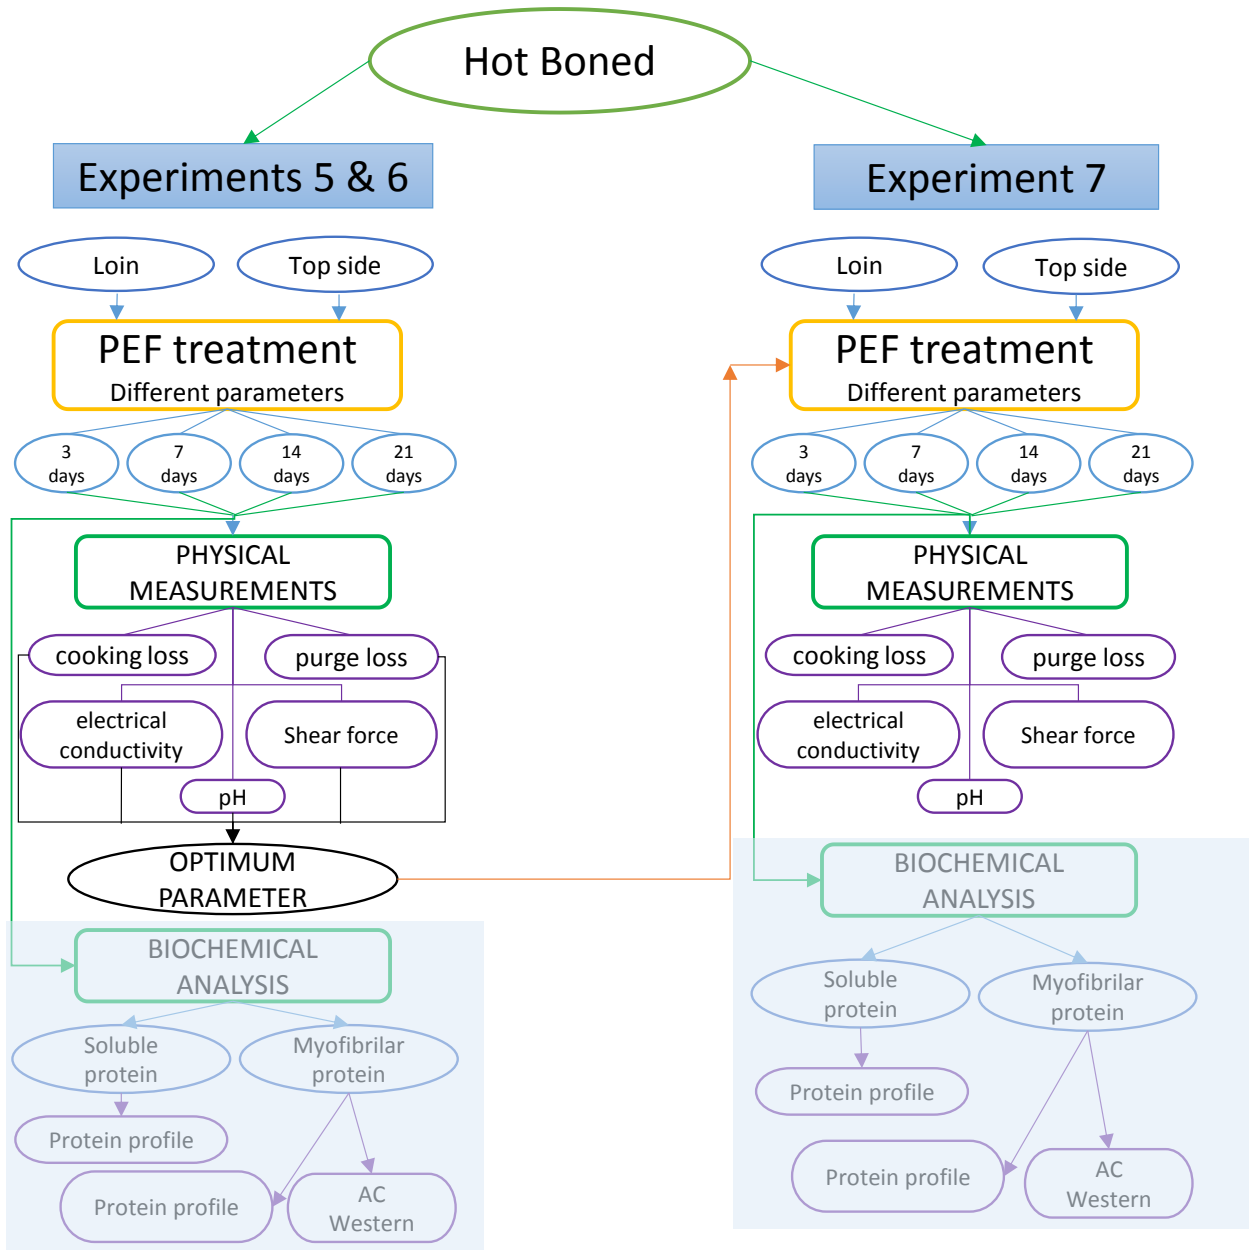 Hot Boned
Experiments 5 & 6
Loin
Top side
PEF treatment
Different parameters
3
days
7
days
14
days
21
days
PHYSICAL
MEASUREMENTS
cooking loss
purge loss
electrical
conductivity
Shear force
pH
OPTIMUM
PARAMETER
BIOCHEMICAL
ANALYSIS
Soluble
protein
Myofibrilar
protein
Protein profile
Protein profile
AC
Western
Experiment 7
Loin
Top side
PEF treatment
Different parameters
3
days
7
days
14
days
21
days
PHYSICAL
MEASUREMENTS
cooking loss
purge loss
electrical
conductivity
Shear force
pH
BIOCHEMICAL
ANALYSIS
Soluble
protein
Myofibrilar
protein
Protein profile
Protein profile
AC
Western